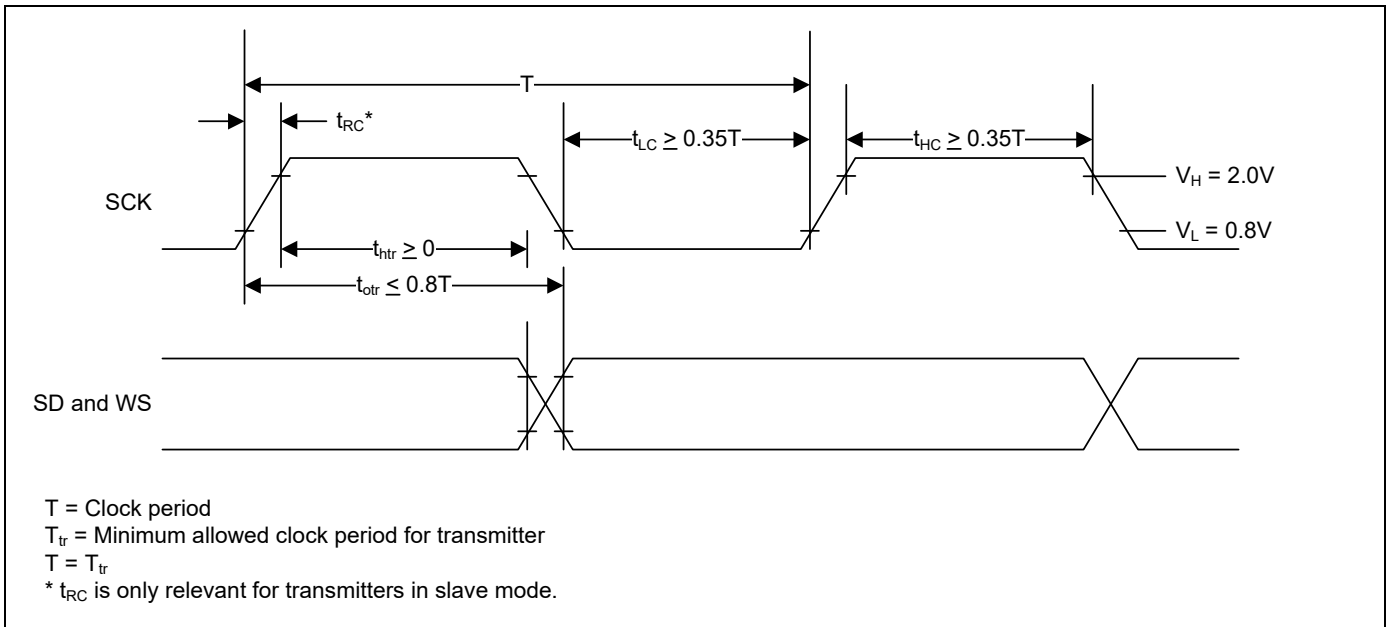 T
t_RC*
t_LC ≥ 0.35T
t_HC ≥ 0.35T
SCK
V_H = 2.0V
V_L = 0.8V
t_htr ≥ 0
t_otr ≤ 0.8T
SD and WS
T = Clock period
T_tr = Minimum allowed clock period for transmitter
T = T_tr
* t_RC is only relevant for transmitters in slave mode.